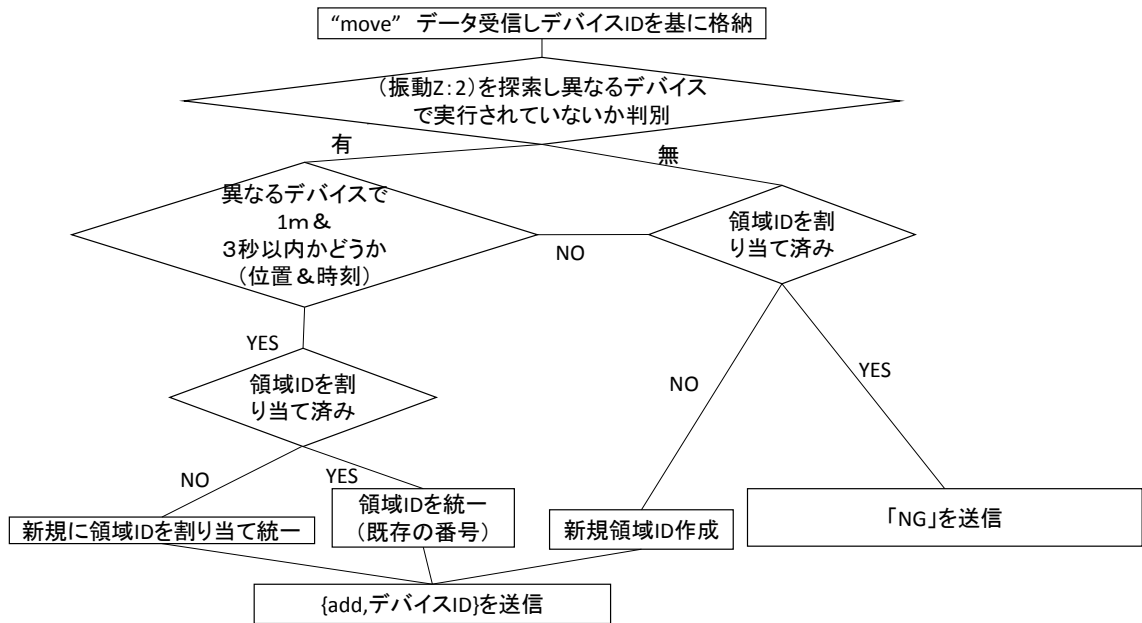 “move” データ受信しデバイスIDを基に格納
（振動Z：2）を探索し異なるデバイス
で実行されていないか判別
有
無
異なるデバイスで
1m＆
３秒以内かどうか
（位置＆時刻）
NO
領域IDを割
り当て済み
YES
領域IDを割
り当て済み
NO
YES
NO
YES
新規に領域IDを割り当て統一
領域IDを統一
（既存の番号）
新規領域ID作成
「NG」を送信
{add,デバイスID}を送信